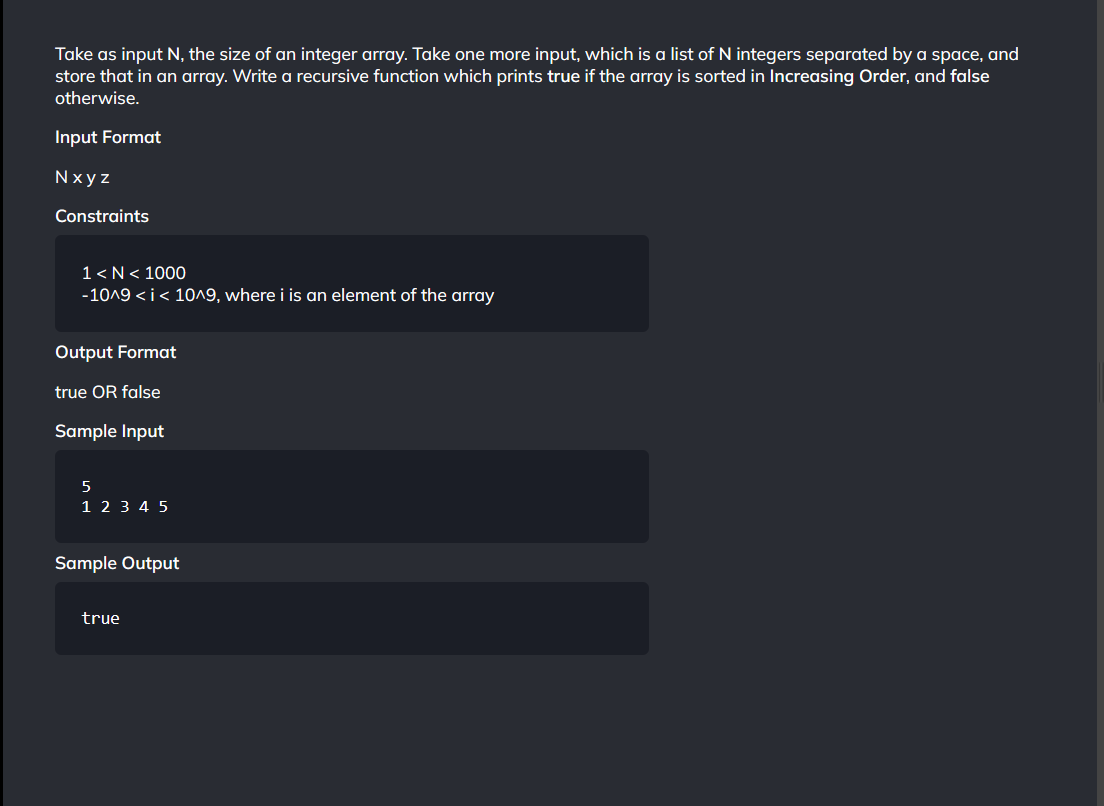 Take as input N, the size of an integer array. Take one more input, which is a list of N integers separated by a space, and
store that in an array. Write a recursive function which prints true if the array is sorted in Increasing Order, and false
otherwise.
Input Format
N x y z
Constraints
1 < N < 1000
-10^9 < i < 10^9, where i is an element of the array
Output Format
true OR false
Sample Input
5
1 2 3 4 5
Sample Output
true